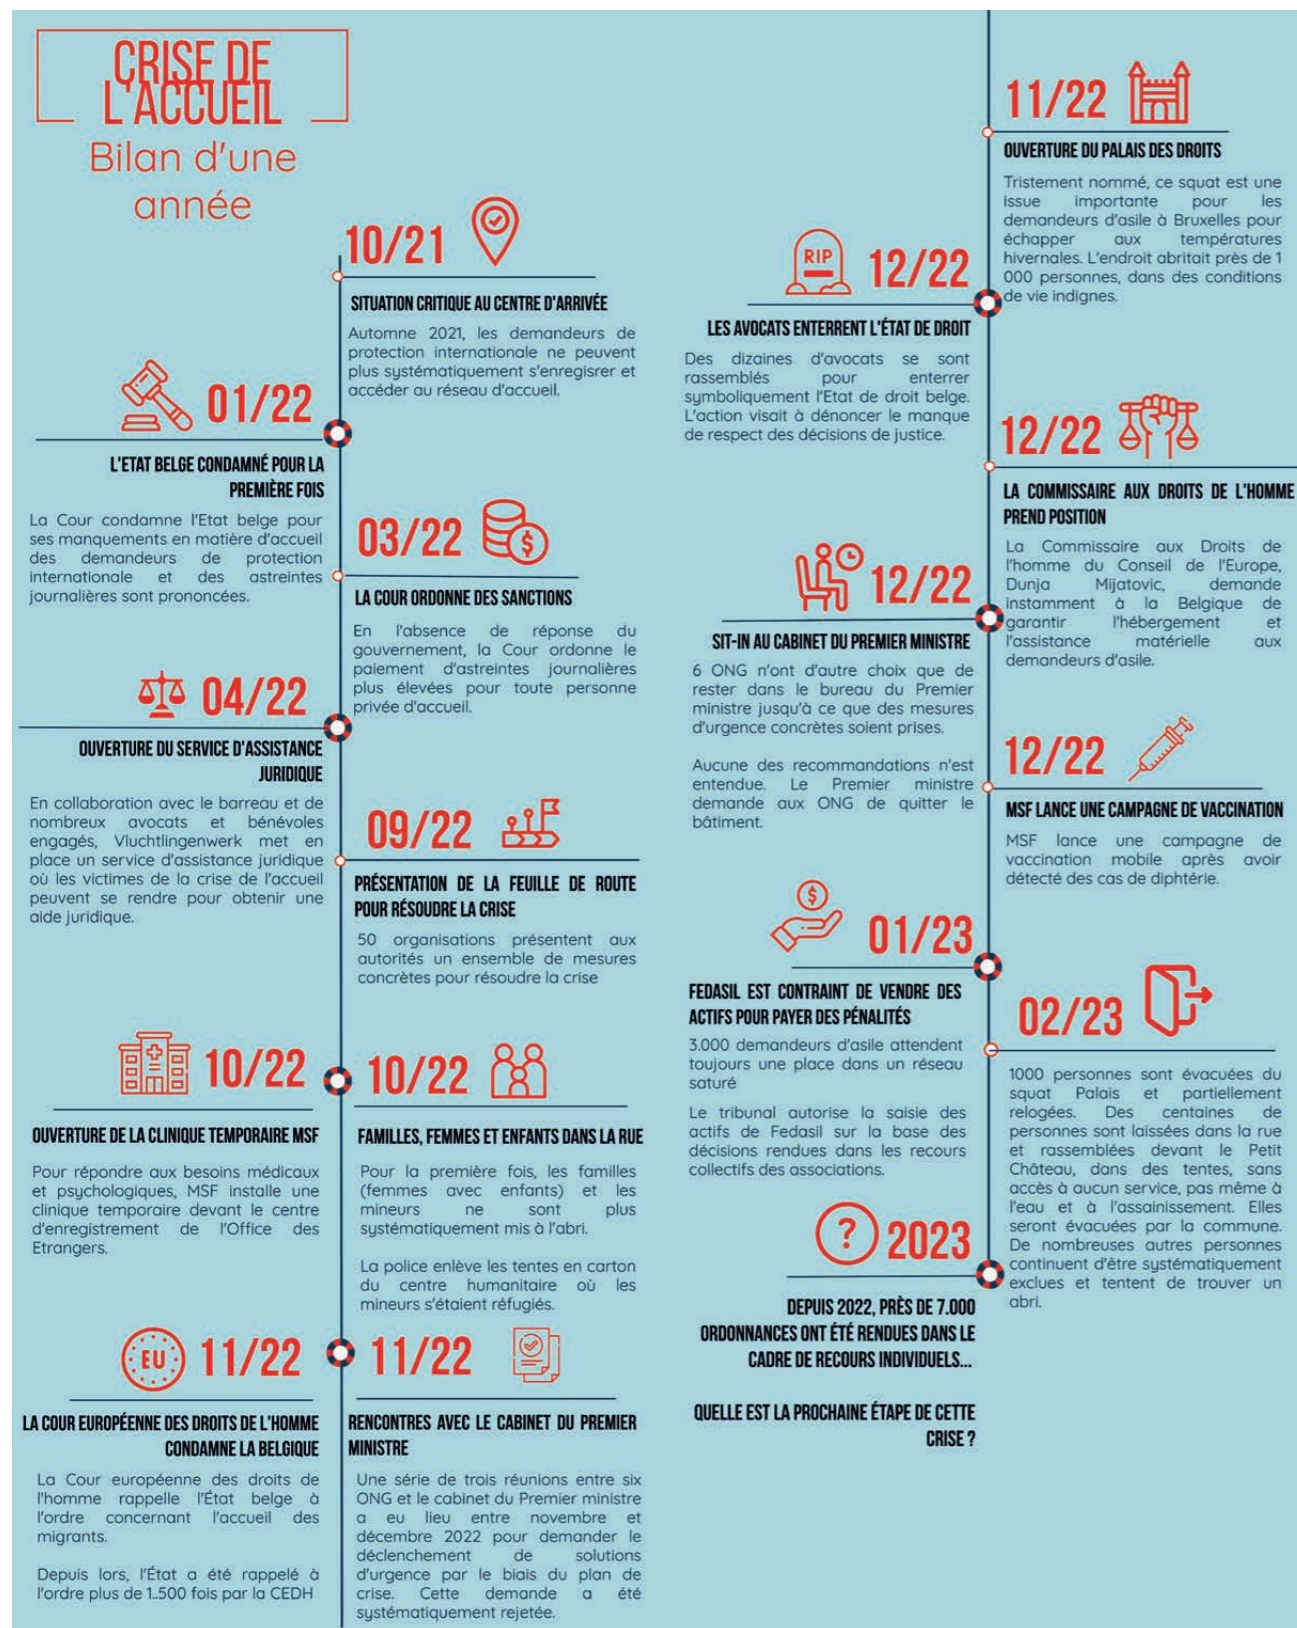 CRISE DE
L'ACCUEIL
Bilan d'une
année
10/21
SITUATION CRITIQUE AU CENTRE D'ARRIVÉE
Automne 2021, les demandeurs de
protection internationale ne peuvent
plus systématiquement s'enregisrer et
accéder au réseau d'accueil.
01/22
L'ETAT BELGE CONDAMNÉ POUR LA
PREMIÈRE FOIS
La Cour condamne l'Etat belge pour
ses manquements en matière d'accueil
des demandeurs de protection
internationale et des astreintes
journalières sont prononcées.
03/22
LA COUR ORDONNE DES SANCTIONS
En l'absence de réponse du
gouvernement, la Cour ordonne le
paiement d'astreintes journalières
plus élevées pour toute personne
privée d'accueil.
04/22
OUVERTURE DU SERVICE D'ASSISTANCE
JURIDIQUE
En collaboration avec le barreau et de
nombreux avocats et bénévoles
engagés, Vluchtlingenwerk met en
place un service d'assistance juridique
où les victimes de la crise de l'accueil
peuvent se rendre pour obtenir une
aide juridique.
09/22
PRÉSENTATION DE LA FEUILLE DE ROUTE
POUR RÉSOUDRE LA CRISE
50 organisations présentent aux
autorités un ensemble de mesures
concrètes pour résoudre la crise
10/22
OUVERTURE DE LA CLINIQUE TEMPORAIRE MSF
Pour répondre aux besoins médicaux
et psychologiques, MSF installe une
clinique temporaire devant le centre
d'enregistrement de l'Office des
Etrangers.
10/22
FAMILLES, FEMMES ET ENFANTS DANS LA RUE
Pour la première fois, les familles
(femmes avec enfants) et les
mineurs ne sont plus
systématiquement mis à l'abri.
La police enlève les tentes en carton
du centre humanitaire où les
mineurs s'étaient réfugiés.
EU
11/22
LA COUR EUROPÉENNE DES DROITS DE L'HOMME
CONDAMNE LA BELGIQUE
La Cour européenne des droits de
l'homme rappelle l'État belge à
l'ordre concernant l'accueil des
migrants.
Depuis lors, l'État a été rappelé à
l'ordre plus de 1..500 fois par la CEDH
11/22
RENCONTRES AVEC LE CABINET DU PREMIER
MINISTRE
Une série de trois réunions entre six
ONG et le cabinet du Premier ministre
a eu lieu entre novembre et
décembre 2022 pour demander le
déclenchement de solutions
d'urgence par le biais du plan de
crise. Cette demande a été
systématiquement rejetée.
11/22
OUVERTURE DU PALAIS DES DROITS
Tristement nommé, ce squat est une
issue importante pour les
demandeurs d'asile à Bruxelles pour
échapper aux températures
hivernales. L'endroit abritait près de 1
000 personnes, dans des conditions
de vie indignes.
RIP
12/22
LES AVOCATS ENTERRENT L'ÉTAT DE DROIT
Des dizaines d'avocats se sont
rassemblés pour enterrer
symboliquement l'Etat de droit belge.
L'action visait à dénoncer le manque
de respect des décisions de justice.
12/22
LA COMMISSAIRE AUX DROITS DE L'HOMME
PREND POSITION
La Commissaire aux Droits de
l'homme du Conseil de l'Europe,
Dunja Mijatovic, demande
instamment à la Belgique de
garantir l'hébergement et
l'assistance matérielle aux
demandeurs d'asile.
12/22
SIT-IN AU CABINET DU PREMIER MINISTRE
6 ONG n'ont d'autre choix que de
rester dans le bureau du Premier
ministre jusqu'à ce que des mesures
d'urgence concrètes soient prises.
Aucune des recommandations n'est
entendue. Le Premier ministre
demande aux ONG de quitter le
bâtiment.
12/22
MSF LANCE UNE CAMPAGNE DE VACCINATION
MSF lance une campagne de
vaccination mobile après avoir
détecté des cas de diphtérie.
01/23
FEDASIL EST CONTRAINT DE VENDRE DES
ACTIFS POUR PAYER DES PÉNALITÉS
3.000 demandeurs d'asile attendent
toujours une place dans un réseau
saturé
Le tribunal autorise la saisie des
actifs de Fedasil sur la base des
décisions rendues dans les recours
collectifs des associations.
02/23
1000 personnes sont évacuées du
squat Palais et partiellement
relogées. Des centaines de
personnes sont laissées dans la rue
et rassemblées devant le Petit
Château, dans des tentes, sans
accès à aucun service, pas même à
l'eau et à l'assainissement. Elles
seront évacuées par la commune.
De nombreuses autres personnes
continuent d'être systématiquement
exclues et tentent de trouver un
abri.
?
2023
DEPUIS 2022, PRÈS DE 7.000
ORDONNANCES ONT ÉTÉ RENDUES DANS LE
CADRE DE RECOURS INDIVIDUELS...
QUELLE EST LA PROCHAINE ÉTAPE DE CETTE
CRISE ?